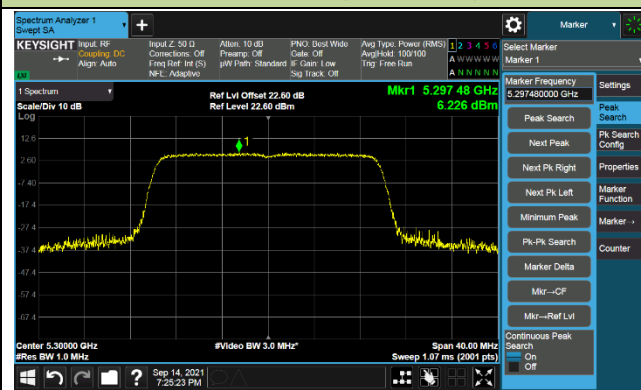 Spectrum Analyzer 1
Swept SA
Marker
KEYSIGHT
Input: RF
Coupling: DC
Align: Auto
Input Z: 50 Ω
Corrections: Off
Freq Ref: Int (S)
NFE: Adaptive
Atten: 10 dB
Preamp: Off
µW Path: Standard
PNO: Best Wide
Gate: Off
IF Gain: Low
Sig Track: Off
Avg Type: Power (RMS)
Avg|Hold: 100/100
Trig: Free Run
1 2 3 4 5 6
A W W W W W
A N N N N N
LXI
Select Marker
Marker 1
1 Spectrum
Scale/Div 10 dB
Log
Ref Lvl Offset 22.60 dB
Ref Level 22.60 dBm
Mkr1 5.297 48 GHz
6.226 dBm
1
12.6
2.60
-7.40
-17.4
-27.4
-37.4
-47.4
-57.4
-67.4
Center 5.30000 GHz
#Res BW 1.0 MHz
#Video BW 3.0 MHz*
Span 40.00 MHz
Sweep 1.07 ms (2001 pts)
Marker Frequency
5.297480000 GHz
Peak Search
Next Peak
Next Pk Right
Next Pk Left
Minimum Peak
Pk-Pk Search
Marker Delta
Mkr→CF
Mkr→Ref Lvl
Continuous Peak
Search
On
Off
Settings
Peak
Search
Pk Search
Config
Properties
Marker
Function
Marker→
Counter
Sep 14, 2021
7:25:23 PM